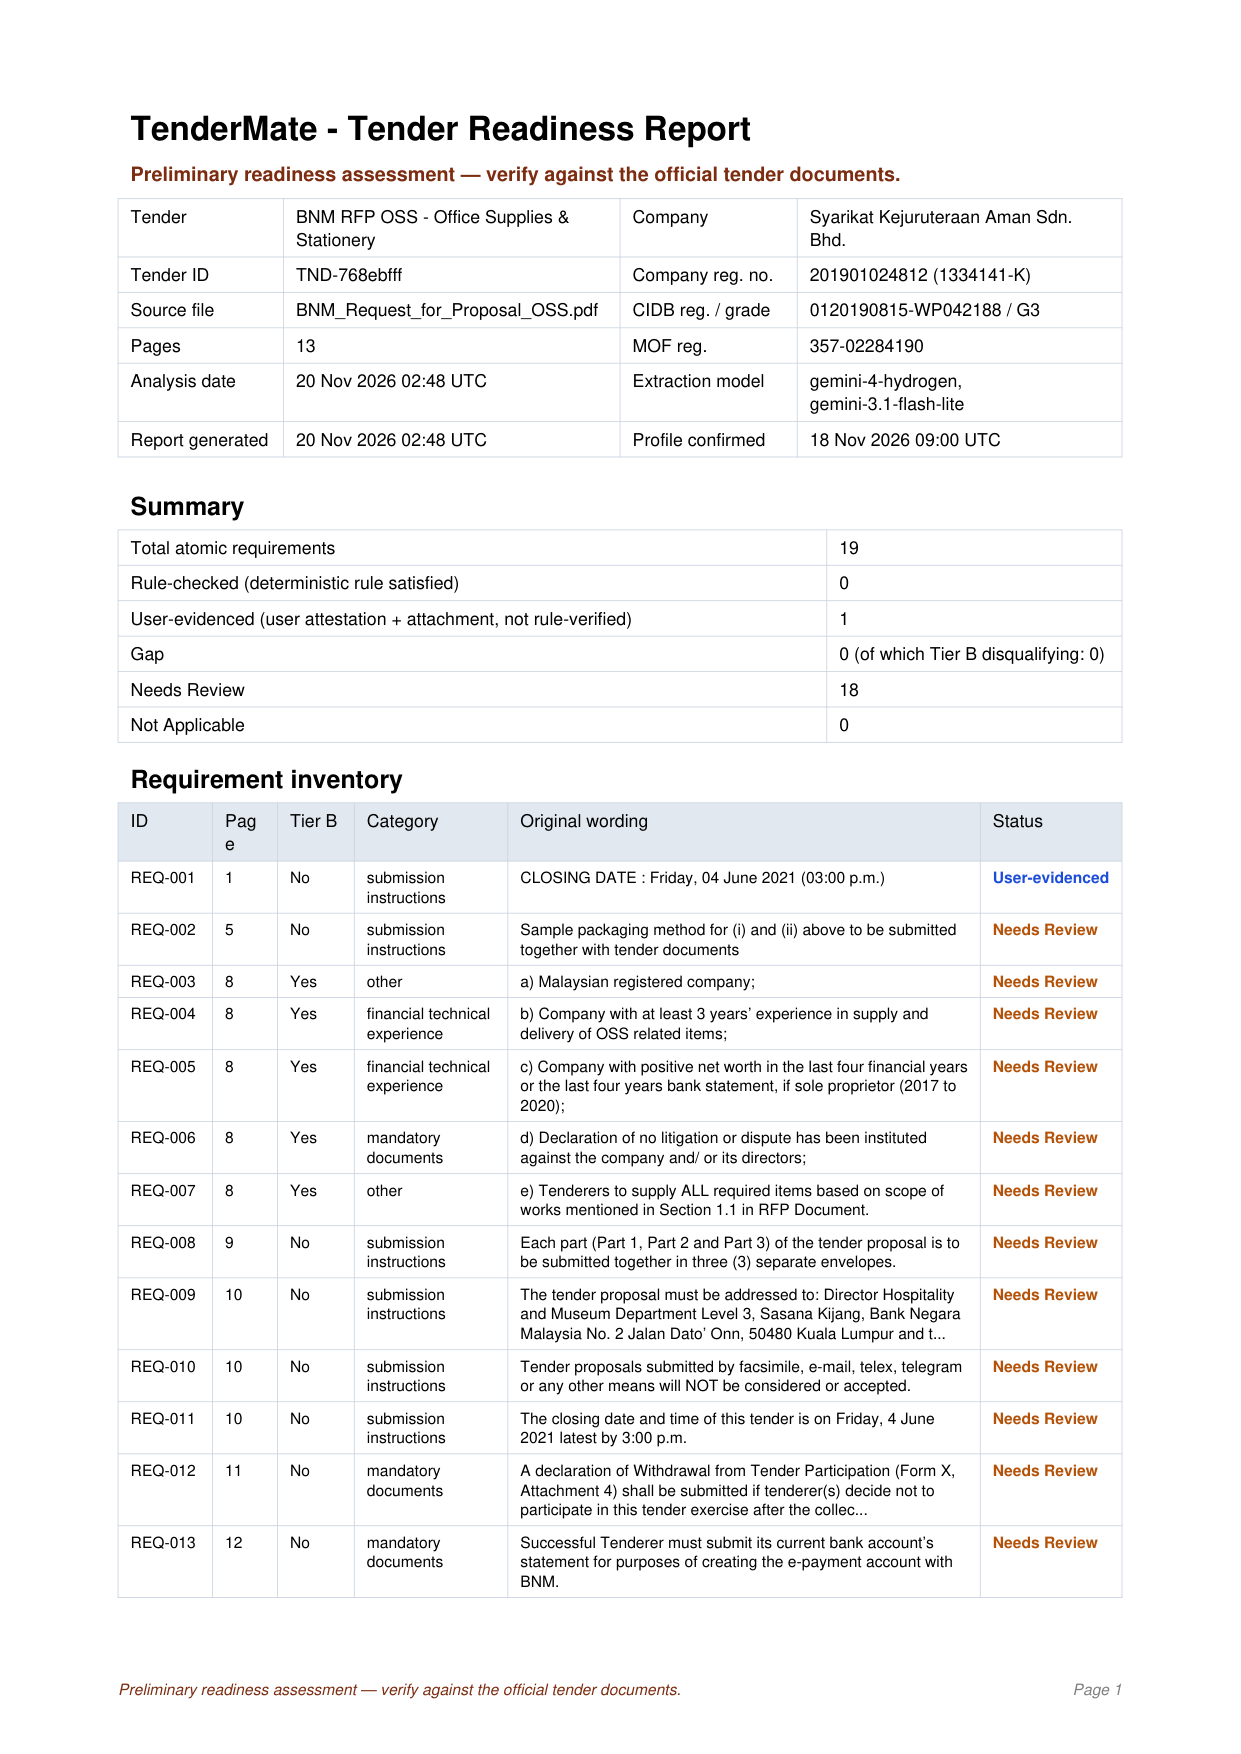 TenderMate - Tender Readiness Report
Preliminary readiness assessment — verify against the official tender documents.
Tender
BNM RFP OSS - Office Supplies &
Stationery
Company
Syarikat Kejuruteraan Aman Sdn.
Bhd.
Tender ID
TND-768ebfff
Company reg. no.
201901024812 (1334141-K)
Source file
BNM_Request_for_Proposal_OSS.pdf
CIDB reg. / grade
0120190815-WP042188 / G3
Pages
13
MOF reg.
357-02284190
Analysis date
20 Nov 2026 02:48 UTC
Extraction model
gemini-4-hydrogen,
gemini-3.1-flash-lite
Report generated
20 Nov 2026 02:48 UTC
Profile confirmed
18 Nov 2026 09:00 UTC
Summary
Total atomic requirements
19
Rule-checked (deterministic rule satisfied)
0
User-evidenced (user attestation + attachment, not rule-verified)
1
Gap
0 (of which Tier B disqualifying: 0)
Needs Review
18
Not Applicable
0
Requirement inventory
ID
Pag
e
Tier B
Category
Original wording
Status
REQ-001
1
No
submission
instructions
CLOSING DATE : Friday, 04 June 2021 (03:00 p.m.)
User-evidenced
REQ-002
5
No
submission
instructions
Sample packaging method for (i) and (ii) above to be submitted
together with tender documents
Needs Review
REQ-003
8
Yes
other
a) Malaysian registered company;
Needs Review
REQ-004
8
Yes
financial technical
experience
b) Company with at least 3 years’ experience in supply and
delivery of OSS related items;
Needs Review
REQ-005
8
Yes
financial technical
experience
c) Company with positive net worth in the last four financial years
or the last four years bank statement, if sole proprietor (2017 to
2020);
Needs Review
REQ-006
8
Yes
mandatory
documents
d) Declaration of no litigation or dispute has been instituted
against the company and/ or its directors;
Needs Review
REQ-007
8
Yes
other
e) Tenderers to supply ALL required items based on scope of
works mentioned in Section 1.1 in RFP Document.
Needs Review
REQ-008
9
No
submission
instructions
Each part (Part 1, Part 2 and Part 3) of the tender proposal is to
be submitted together in three (3) separate envelopes.
Needs Review
REQ-009
10
No
submission
instructions
The tender proposal must be addressed to: Director Hospitality
and Museum Department Level 3, Sasana Kijang, Bank Negara
Malaysia No. 2 Jalan Dato’ Onn, 50480 Kuala Lumpur and t...
Needs Review
REQ-010
10
No
submission
instructions
Tender proposals submitted by facsimile, e-mail, telex, telegram
or any other means will NOT be considered or accepted.
Needs Review
REQ-011
10
No
submission
instructions
The closing date and time of this tender is on Friday, 4 June
2021 latest by 3:00 p.m.
Needs Review
REQ-012
11
No
mandatory
documents
A declaration of Withdrawal from Tender Participation (Form X,
Attachment 4) shall be submitted if tenderer(s) decide not to
participate in this tender exercise after the collec...
Needs Review
REQ-013
12
No
mandatory
documents
Successful Tenderer must submit its current bank account’s
statement for purposes of creating the e-payment account with
BNM.
Needs Review
Preliminary readiness assessment — verify against the official tender documents.
Page 1